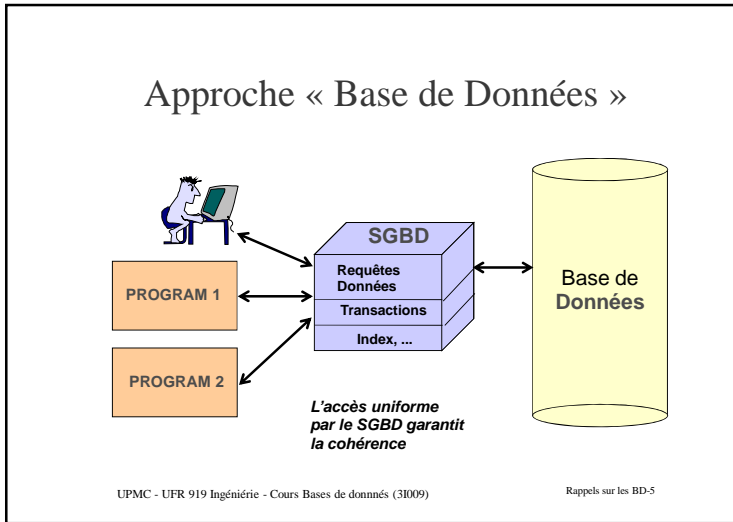 Approche « Base de Données »
SGBD
Requêtes
Données
Transactions
Index, ...
PROGRAM 1
PROGRAM 2
Base de
Données
L'accès uniforme
par le SGBD garantit
la cohérence
UPMC - UFR 919 Ingéniérie - Cours Bases de donnnés (3I009)
Rappels sur les BD-5